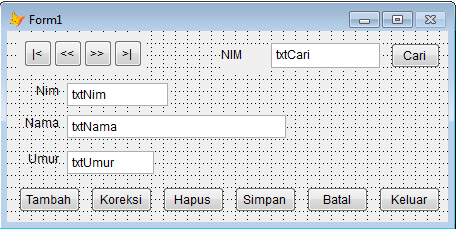 Form1
|< << >> >| NIM txtCari Cari
Nim txtNim
Nama txtNama
Umur txtUmur
Tambah Koreksi Hapus Simpan Batal Keluar